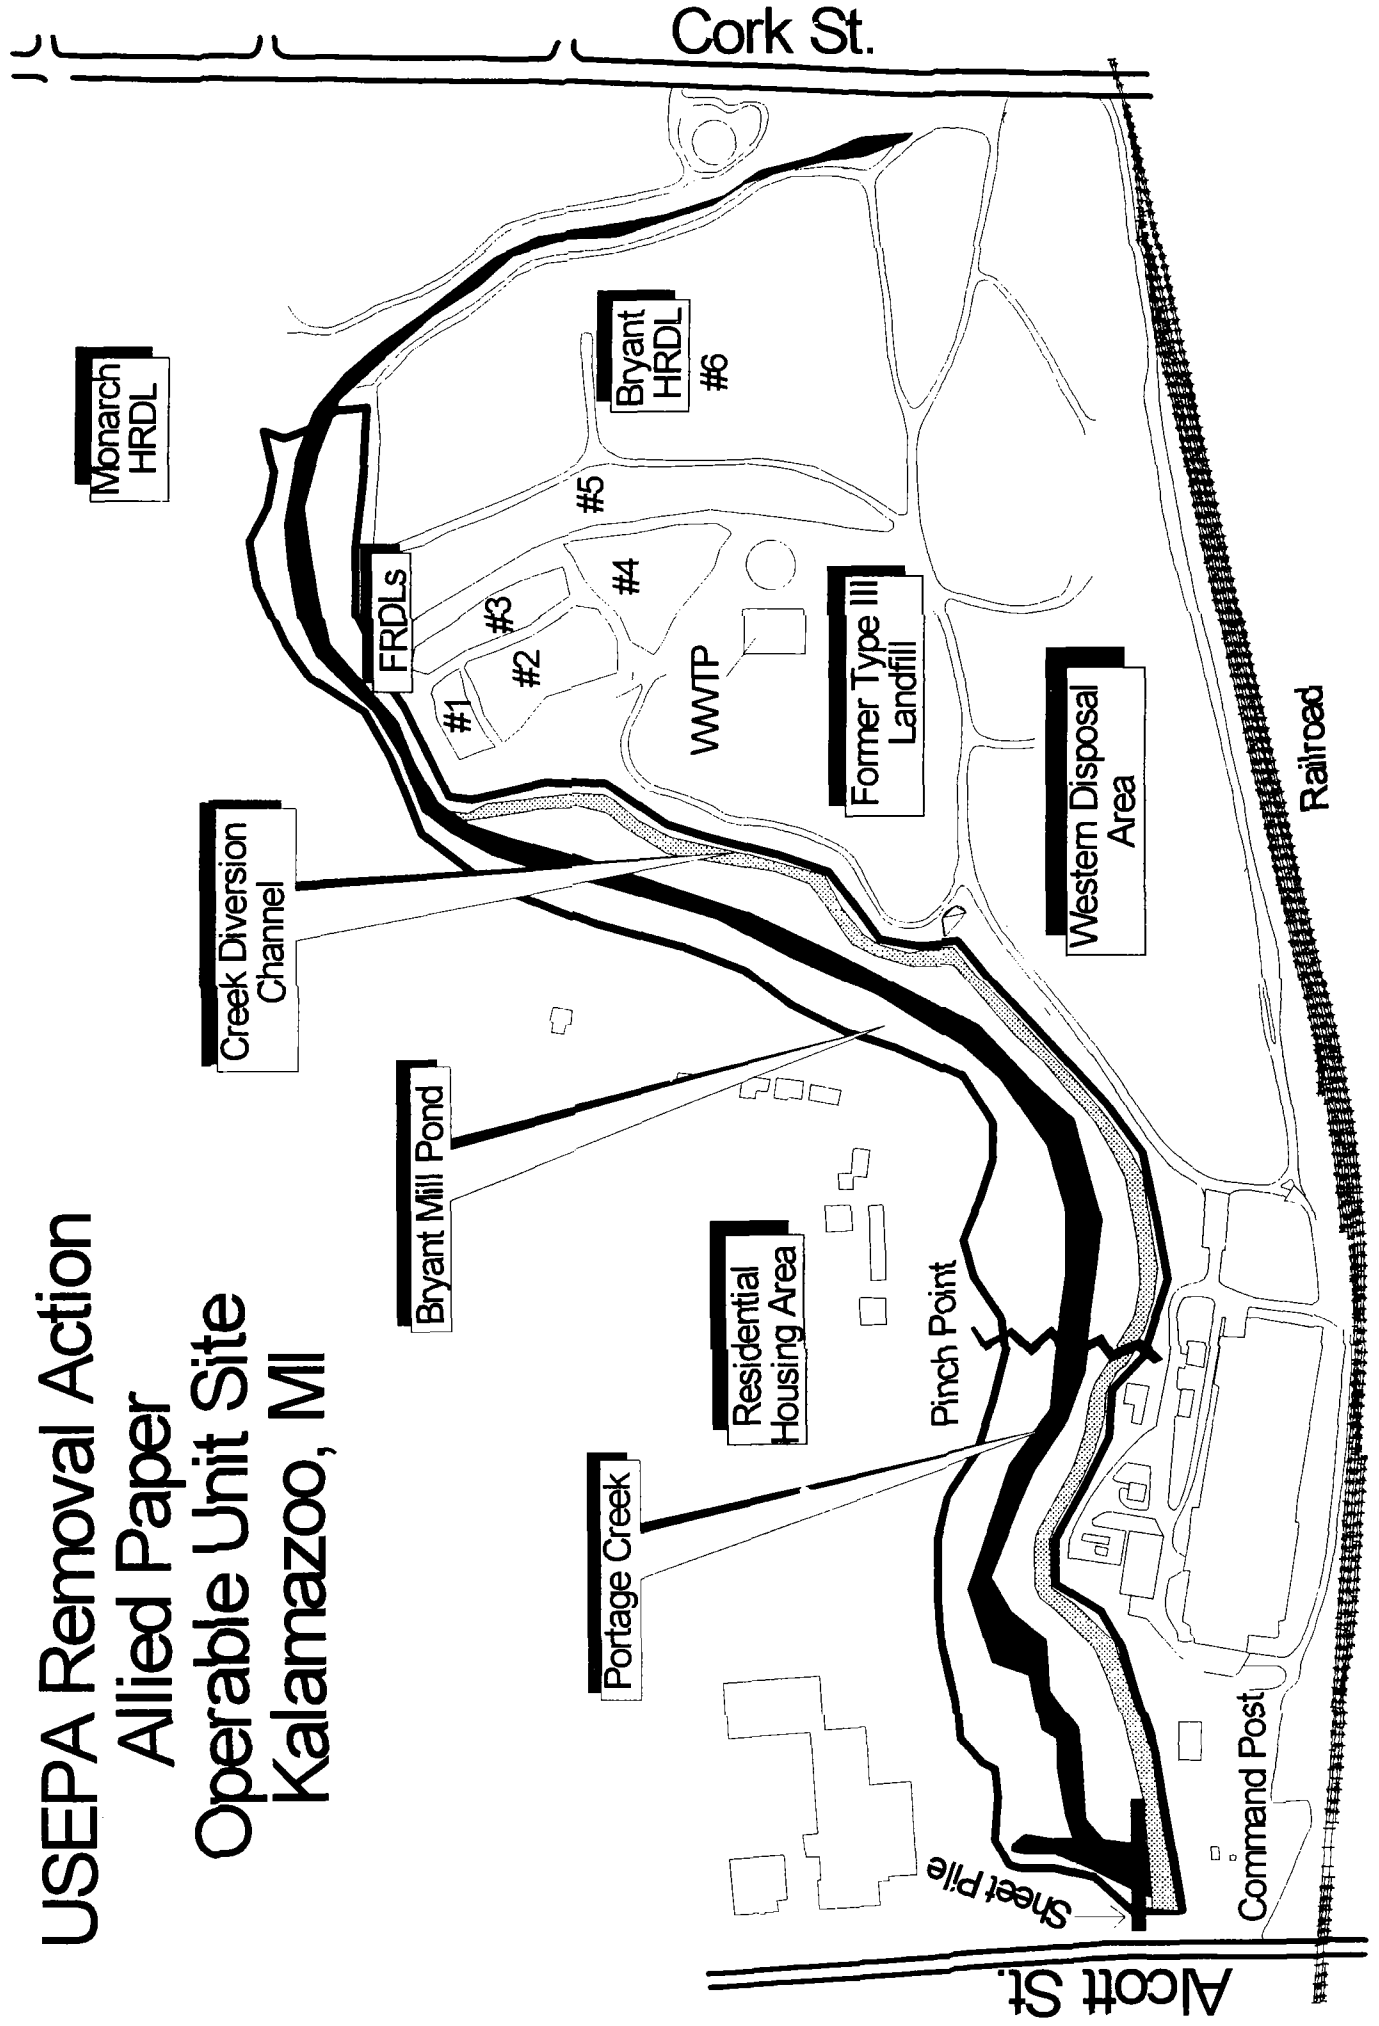 USEPA Removal Action
Allied Paper
Operable Unit Site
Kalamazoo, MI
Cork St.
Monarch
HRDL
Bryant
HRDL
#6
#5
FRDLs
#4
#3
#2
#1
WWTP
Former Type III
Landfill
Creek Diversion
Channel
Western Disposal
Area
Railroad
Bryant Mill Pond
Residential
Housing Area
Pinch Point
Portage Creek
Sheet Pile
Command Post
Alcott St.